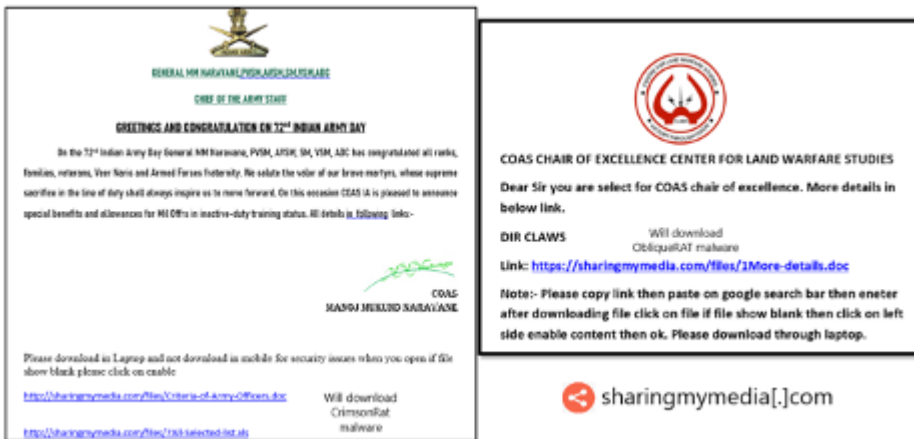 GENERAL MM NARAVANE,PVSM,AVSM,SM,VSM,ADC
CHIEF OF THE ARMY STAFF
GREETINGS AND CONGRATULATION ON 72nd INDIAN ARMY DAY
On the 72nd Indian Army Day General MM Naravane, PVSM, AVSM, SM, VSM, ADC has congratulated all ranks,
families, veterans, Veer Naris and Armed Forces fraternity. We salute the valor of our brave martyrs, whose supreme
sacrifice in the line of duty shall always inspire us to move forward. On this occasion COAS IA is pleased to announce
special benefits and allowances for Mil Offrs in inactive-duty training status. All details in following links:-
COAS
MANOJ MUKUND NARAVANE
Please download in Laptop and not download in mobile for security issues when you open if file
show blank please click on enable
http://sharingmymedia.com/files/Criteria-of-Army-Officers.doc
Will download
CrimsonRat
malware
http://sharingmymedia.com/files/
COAS CHAIR OF EXCELLENCE CENTER FOR LAND WARFARE STUDIES
Dear Sir you are select for COAS chair of excellence. More details in
below link.
DIR CLAWS
Will download
ObliqueRAT malware
Link: https://sharingmymedia.com/files/1More-details.doc
Note:- Please copy link then paste on google search bar then eneter
after downloading file click on file if file show blank then click on left
side enable content then ok. Please download through laptop.
sharingmymedia[.]com